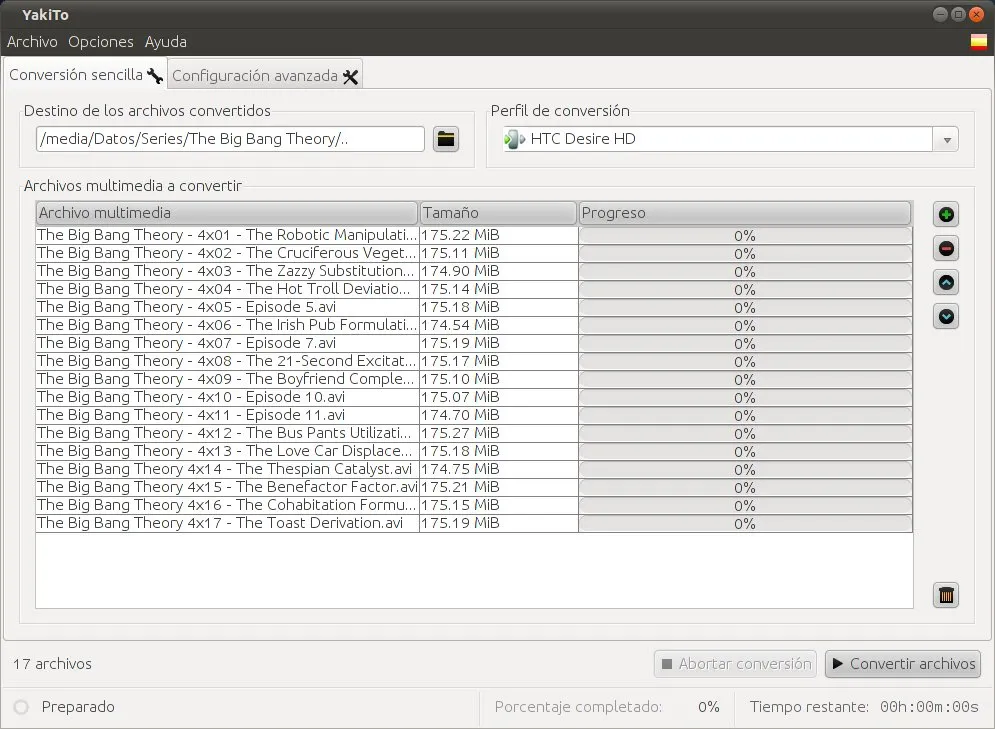 YakiTo
Archivo Opciones Ayuda
Conversión sencilla Configuración avanzada
Destino de los archivos convertidos
/media/Datos/Series/The Big Bang Theory/..
Perfil de conversión
HTC Desire HD
Archivos multimedia a convertir
Archivo multimedia Tamaño Progreso
The Big Bang Theory - 4x01 - The Robotic Manipulati... 175.22 MiB 0%
The Big Bang Theory - 4x02 - The Cruciferous Veget... 175.11 MiB 0%
The Big Bang Theory - 4x03 - The Zazzy Substitution... 174.90 MiB 0%
The Big Bang Theory - 4x04 - The Hot Troll Deviatio... 175.14 MiB 0%
The Big Bang Theory - 4x05 - Episode 5.avi 175.18 MiB 0%
The Big Bang Theory - 4x06 - The Irish Pub Formulati... 174.54 MiB 0%
The Big Bang Theory - 4x07 - Episode 7.avi 175.19 MiB 0%
The Big Bang Theory - 4x08 - The 21-Second Excitat... 175.17 MiB 0%
The Big Bang Theory - 4x09 - The Boyfriend Comple... 175.10 MiB 0%
The Big Bang Theory - 4x10 - Episode 10.avi 175.07 MiB 0%
The Big Bang Theory - 4x11 - Episode 11.avi 174.70 MiB 0%
The Big Bang Theory - 4x12 - The Bus Pants Utilizati... 175.27 MiB 0%
The Big Bang Theory - 4x13 - The Love Car Displace... 175.18 MiB 0%
The Big Bang Theory 4x14 - The Thespian Catalyst.avi 174.75 MiB 0%
The Big Bang Theory 4x15 - The Benefactor Factor.avi 175.21 MiB 0%
The Big Bang Theory 4x16 - The Cohabitation Formu... 175.15 MiB 0%
The Big Bang Theory 4x17 - The Toast Derivation.avi 175.19 MiB 0%
17 archivos
Abortar conversión Convertir archivos
Preparado Porcentaje completado: 0% Tiempo restante: 00h:00m:00s